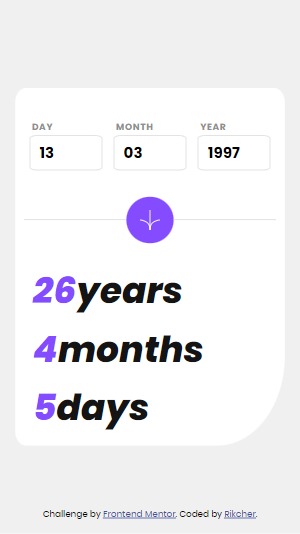 DAY MONTH YEAR
13 03 1997
26years
4months
5days
Challenge by Frontend Mentor. Coded by Rikcher.